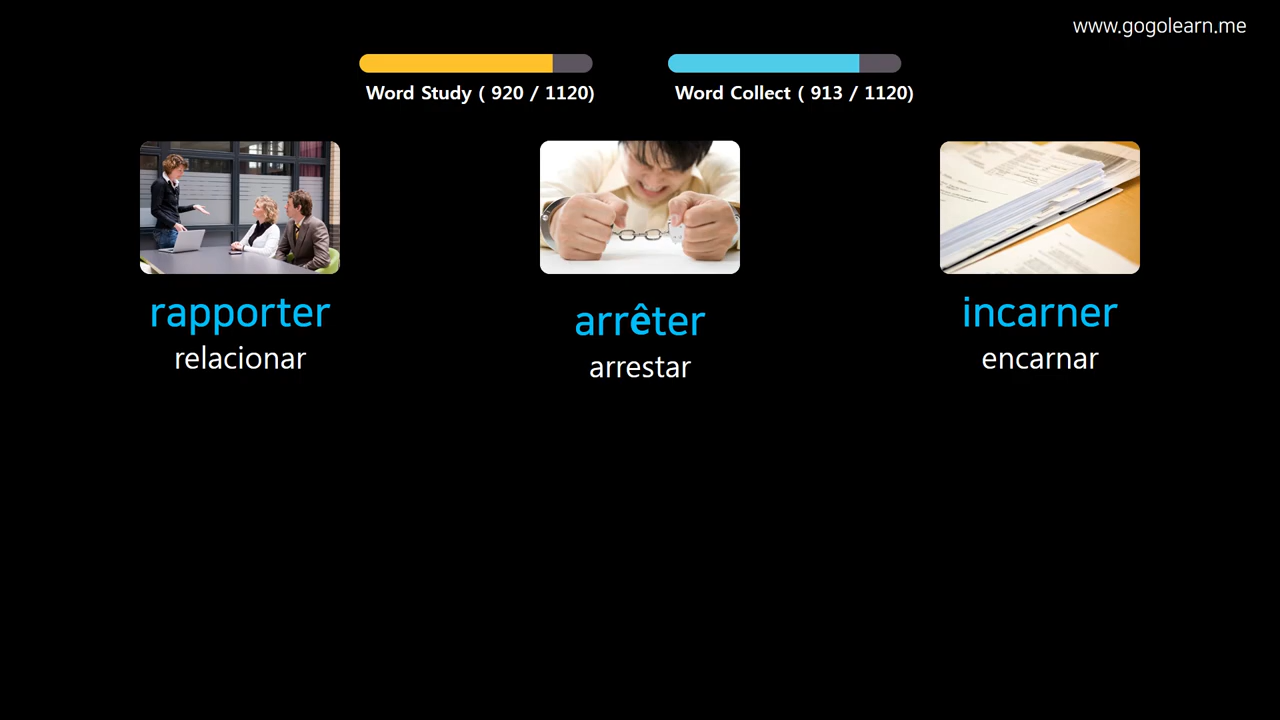 www.gogolearn.me
Word Study ( 920 / 1120)
Word Collect ( 913 / 1120)
rapporter
relacionar
arrêter
arrestar
incarner
encarnar